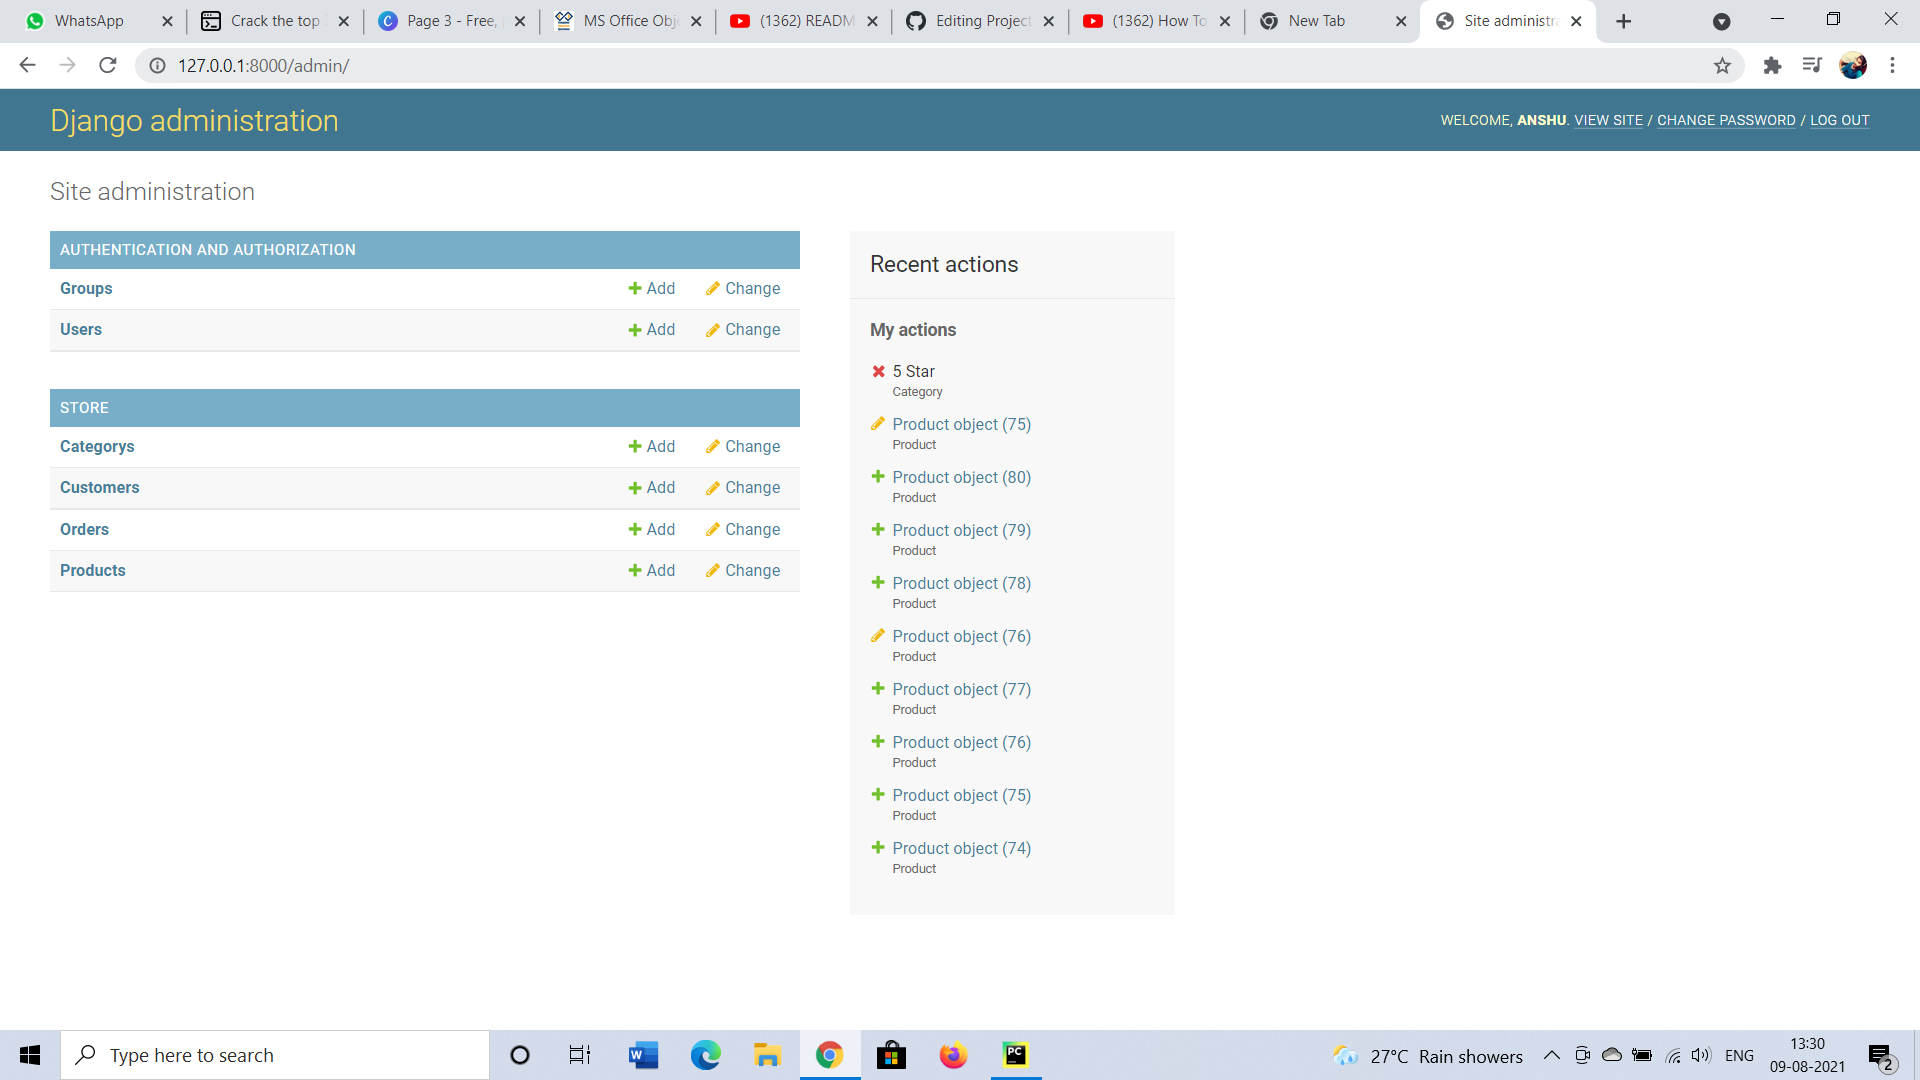 WhatsApp
Crack the top
Page 3 - Free,
MS Office Obj
(1362) READM
Editing Project
(1362) How To
New Tab
Site administra
127.0.0.1:8000/admin/
Django administration
WELCOME, ANSHU. VIEW SITE / CHANGE PASSWORD / LOG OUT
Site administration
AUTHENTICATION AND AUTHORIZATION
Groups Add Change
Users Add Change
STORE
Categorys Add Change
Customers Add Change
Orders Add Change
Products Add Change
Recent actions
My actions
5 Star
Category
Product object (75)
Product
Product object (80)
Product
Product object (79)
Product
Product object (78)
Product
Product object (76)
Product
Product object (77)
Product
Product object (76)
Product
Product object (75)
Product
Product object (74)
Product
Type here to search
PC
27°C Rain showers
ENG
13:30
09-08-2021
2